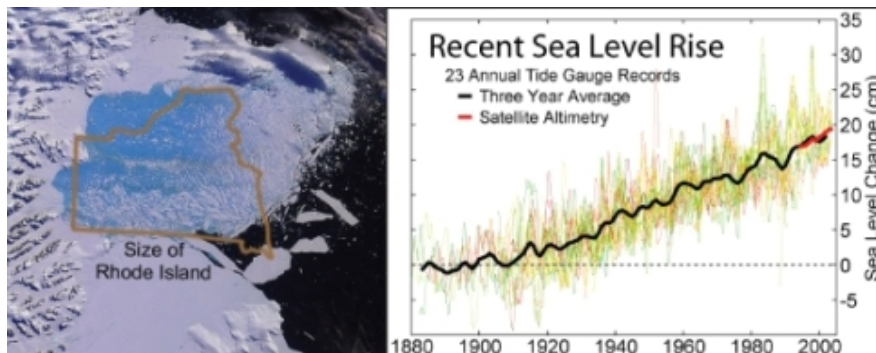 Size of
Rhode Island
Recent Sea Level Rise
23 Annual Tide Gauge Records
Three Year Average
Satellite Altimetry
35
30
25
20
15
10
5
0
-5
Sea Level Change (cm)
1880 1900 1920 1940 1960 1980 2000